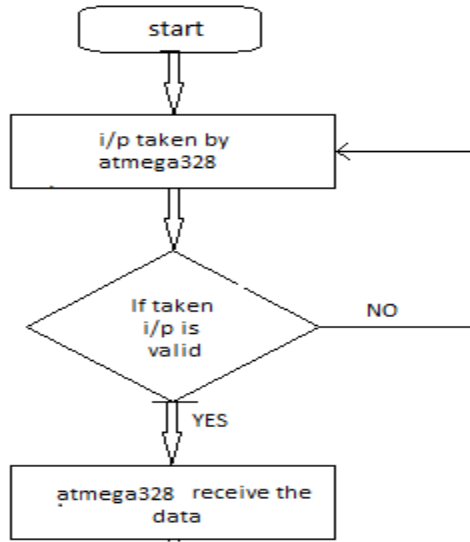 start
i/p taken by
atmega328
If taken
i/p is
valid
NO
YES
atmega328 receive the
data